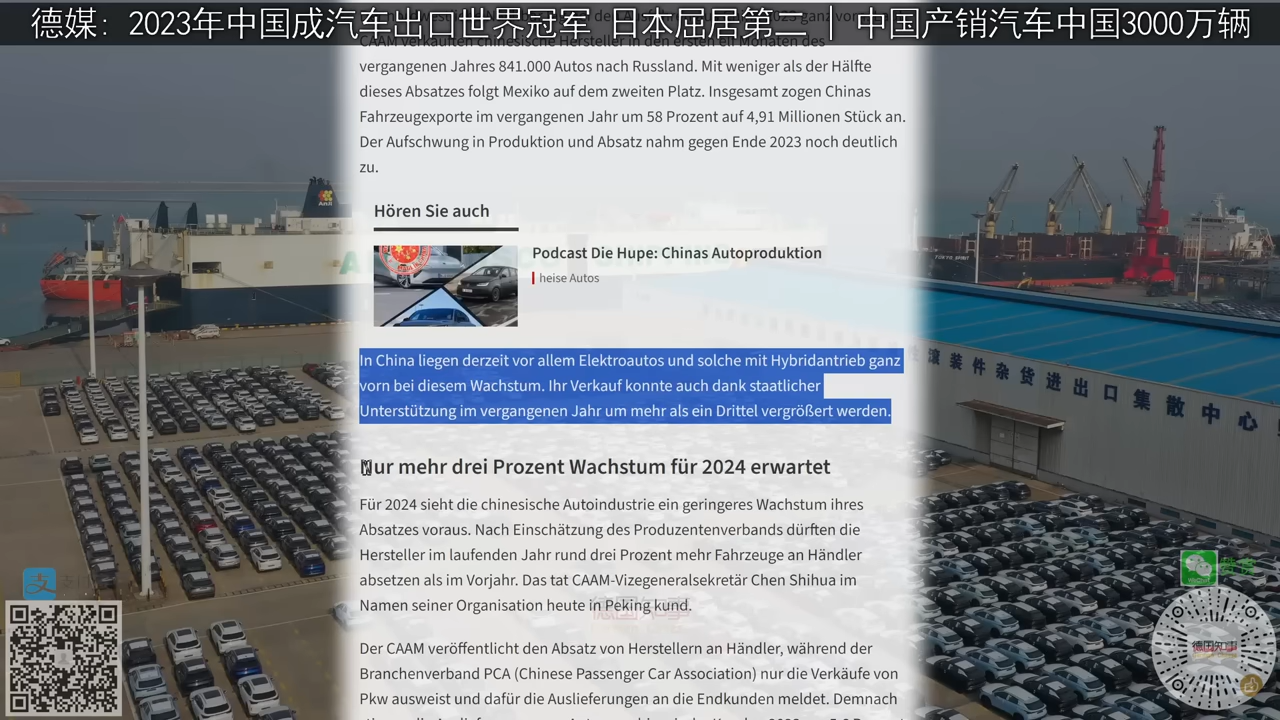 德媒：2023年中国成汽车出口世界冠军 日本屈居第二 │ 中国产销汽车中国3000万辆
CAAM verkauften chinesische Hersteller in den ersten elf Monaten des
vergangenen Jahres 841.000 Autos nach Russland. Mit weniger als der Hälfte
dieses Absatzes folgt Mexiko auf dem zweiten Platz. Insgesamt zogen Chinas
Fahrzeugexporte im vergangenen Jahr um 58 Prozent auf 4,91 Millionen Stück an.
Der Aufschwung in Produktion und Absatz nahm gegen Ende 2023 noch deutlich
zu.
Hören Sie auch
Podcast Die Hupe: Chinas Autoproduktion
heise Autos
In China liegen derzeit vor allem Elektroautos und solche mit Hybridantrieb ganz
vorn bei diesem Wachstum. Ihr Verkauf konnte auch dank staatlicher
Unterstützung im vergangenen Jahr um mehr als ein Drittel vergrößert werden.
滚装件杂货进出口集散中心
Nur mehr drei Prozent Wachstum für 2024 erwartet
Für 2024 sieht die chinesische Autoindustrie ein geringeres Wachstum ihres
Absatzes voraus. Nach Einschätzung des Produzentenverbands dürften die
Hersteller im laufenden Jahr rund drei Prozent mehr Fahrzeuge an Händler
absetzen als im Vorjahr. Das tat CAAM-Vizegeneralsekretär Chen Shihua im
Namen seiner Organisation heute in Peking kund.
德国知事
支
德国知事
Der CAAM veröffentlicht den Absatz von Herstellern an Händler, während der
Branchenverband PCA (Chinese Passenger Car Association) nur die Verkäufe von
Pkw ausweist und dafür die Auslieferungen an die Endkunden meldet. Demnach